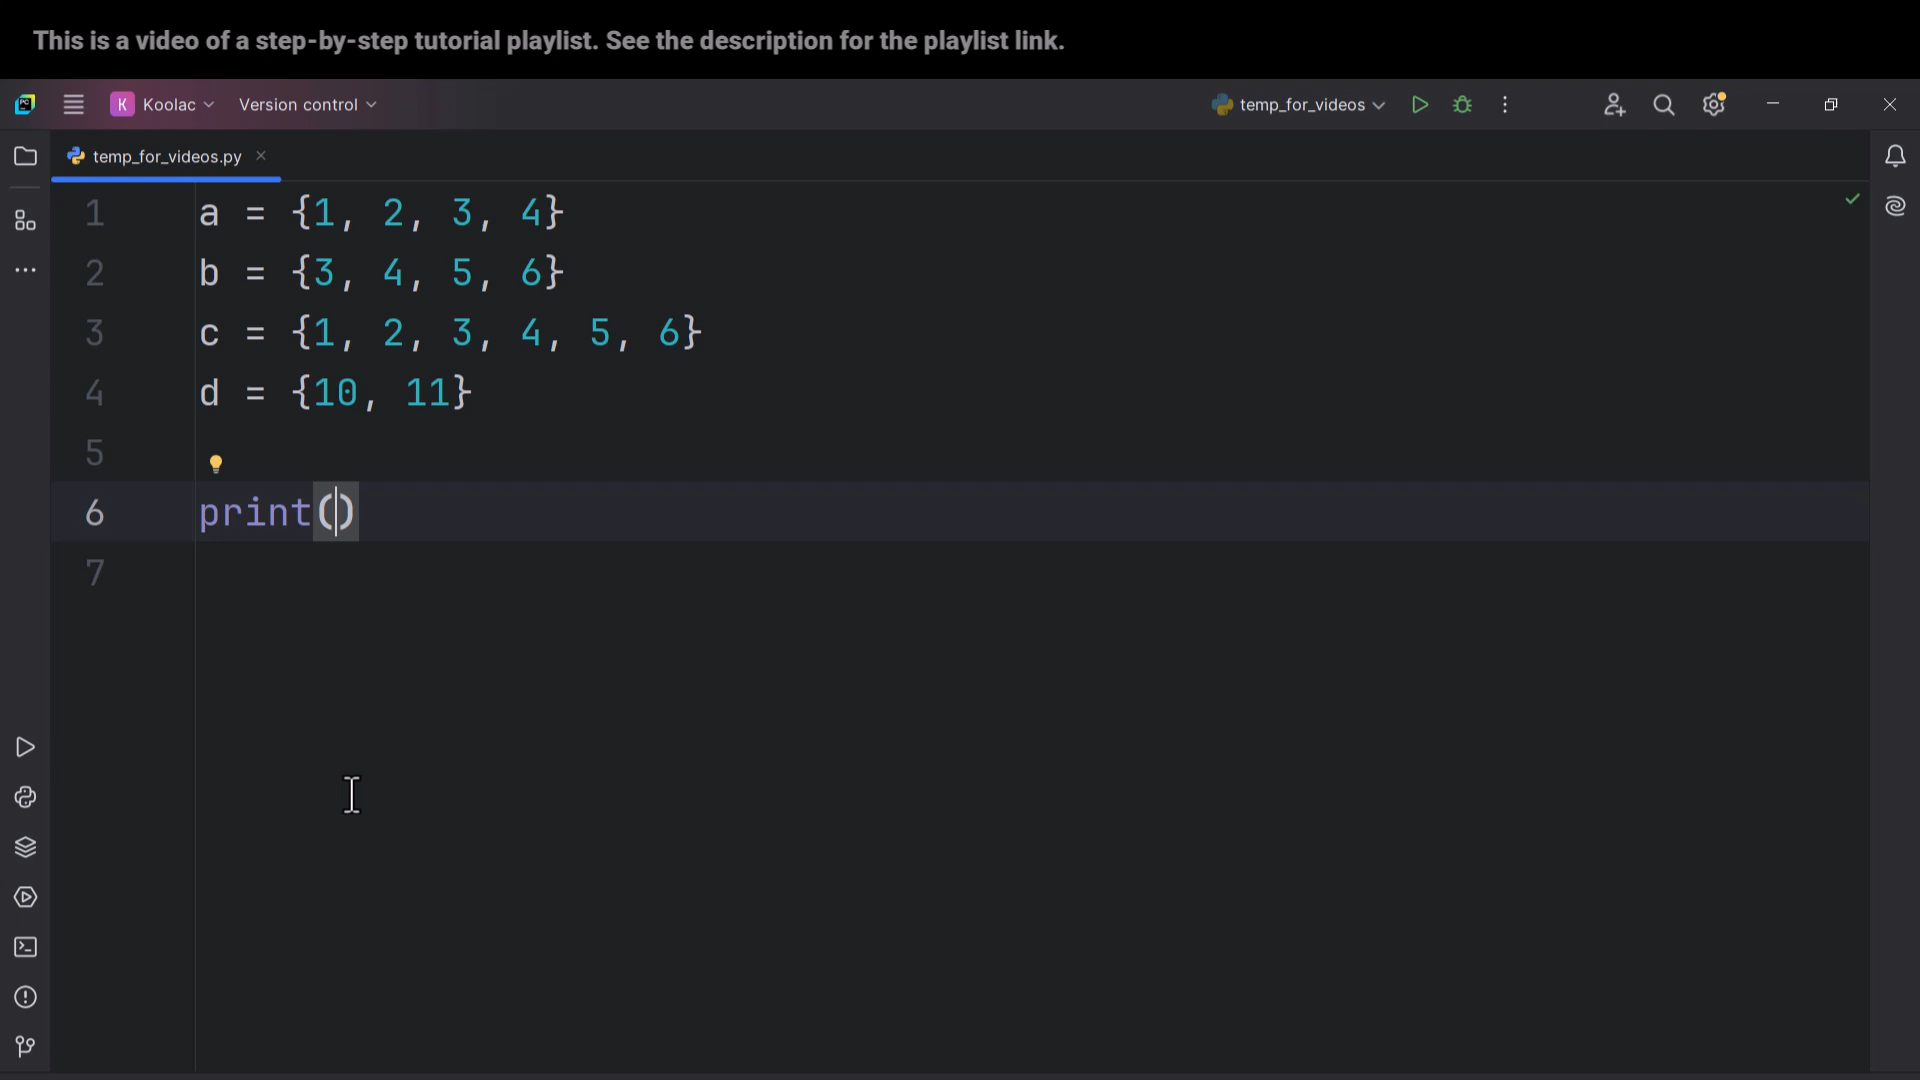 This is a video of a step-by-step tutorial playlist. See the description for the playlist link.
K Koolac Version control temp_for_videos
temp_for_videos.py
1 a = {1, 2, 3, 4}
2 b = {3, 4, 5, 6}
3 c = {1, 2, 3, 4, 5, 6}
4 d = {10, 11}
5
6 print()
7